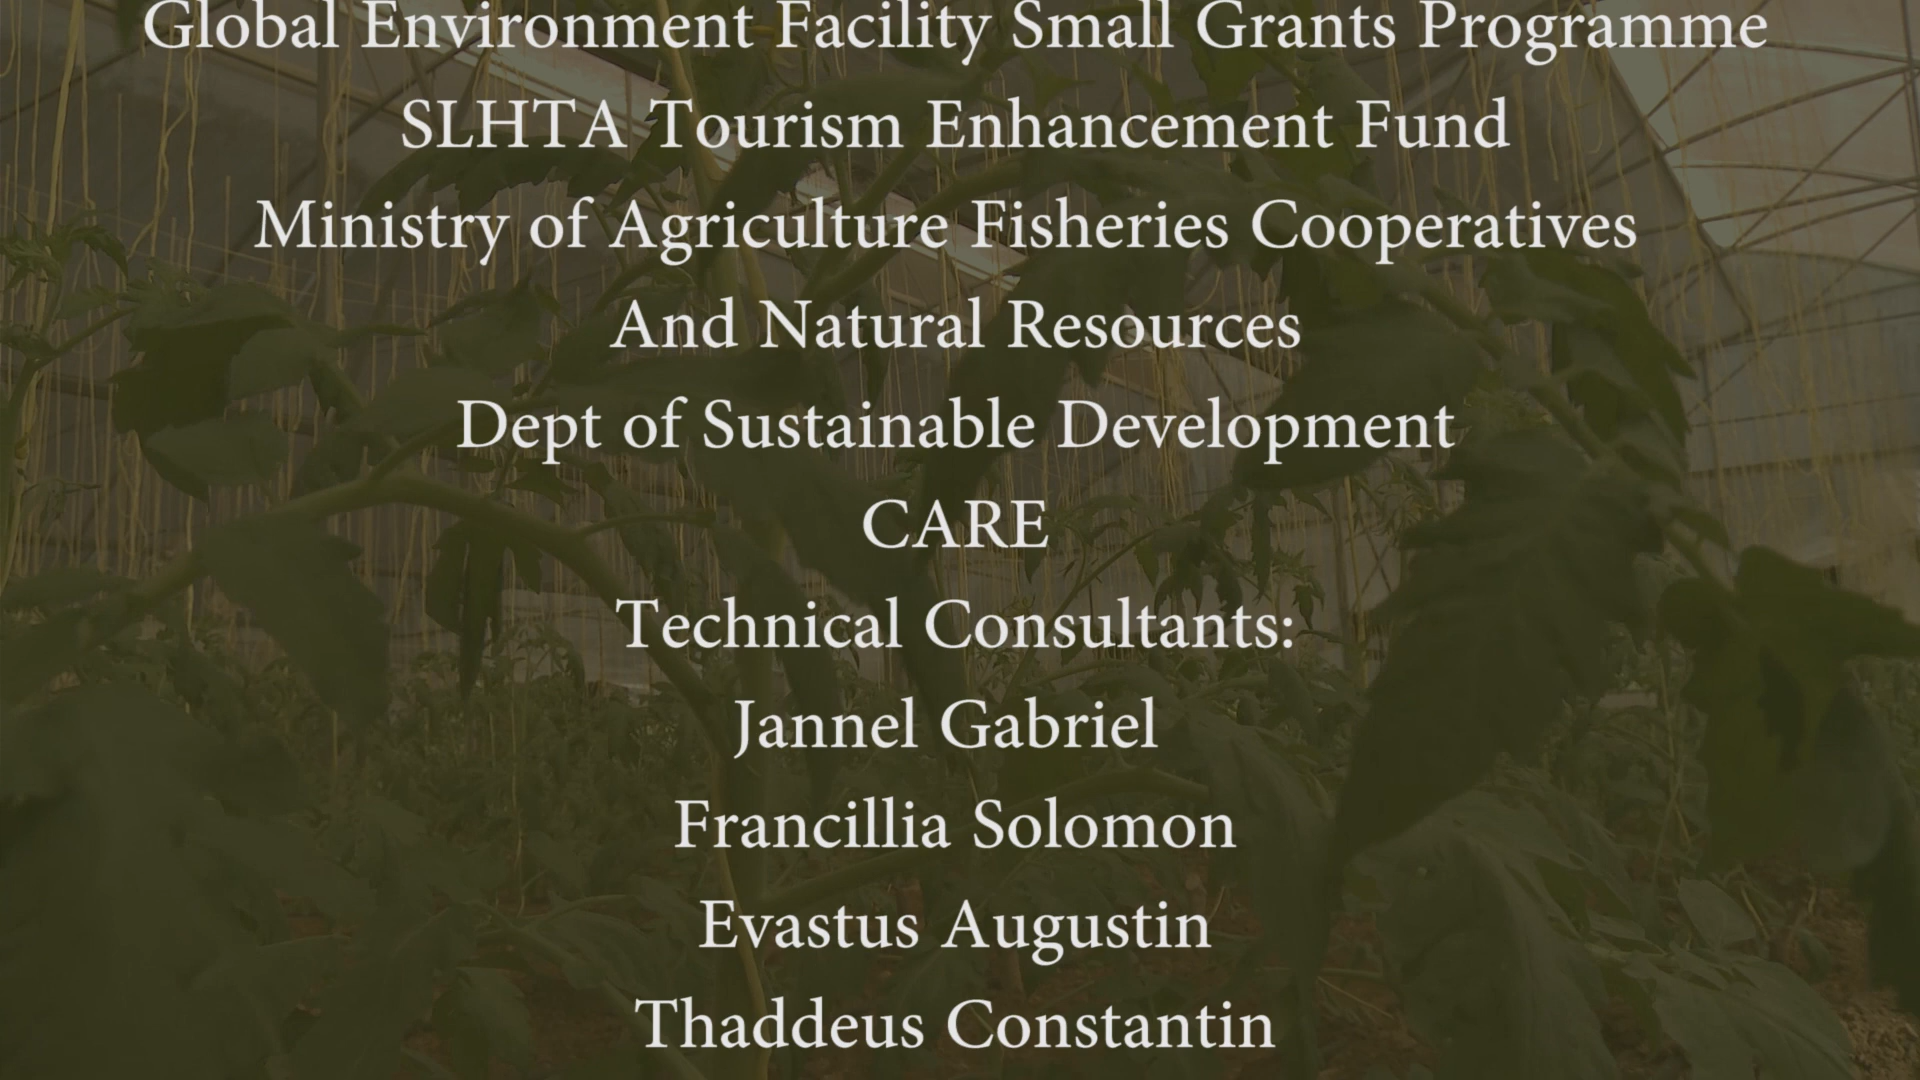 Global Environment Facility Small Grants Programme
SLHTA Tourism Enhancement Fund
Ministry of Agriculture Fisheries Cooperatives
And Natural Resources
Dept of Sustainable Development
CARE
Technical Consultants:
Jannel Gabriel
Francillia Solomon
Evastus Augustin
Thaddeus Constantin